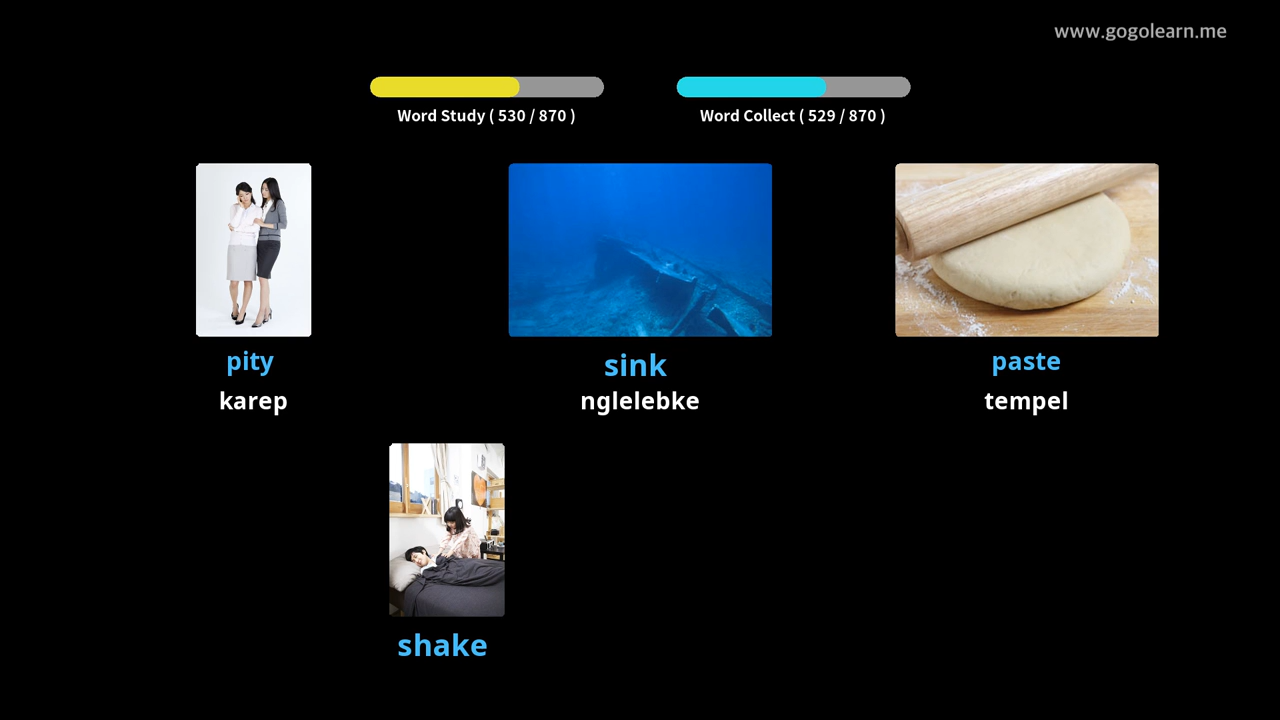 www.gogolearn.me
Word Study ( 530 / 870 )
Word Collect ( 529 / 870 )
pity
sink
paste
karep
nglelebke
tempel
shake